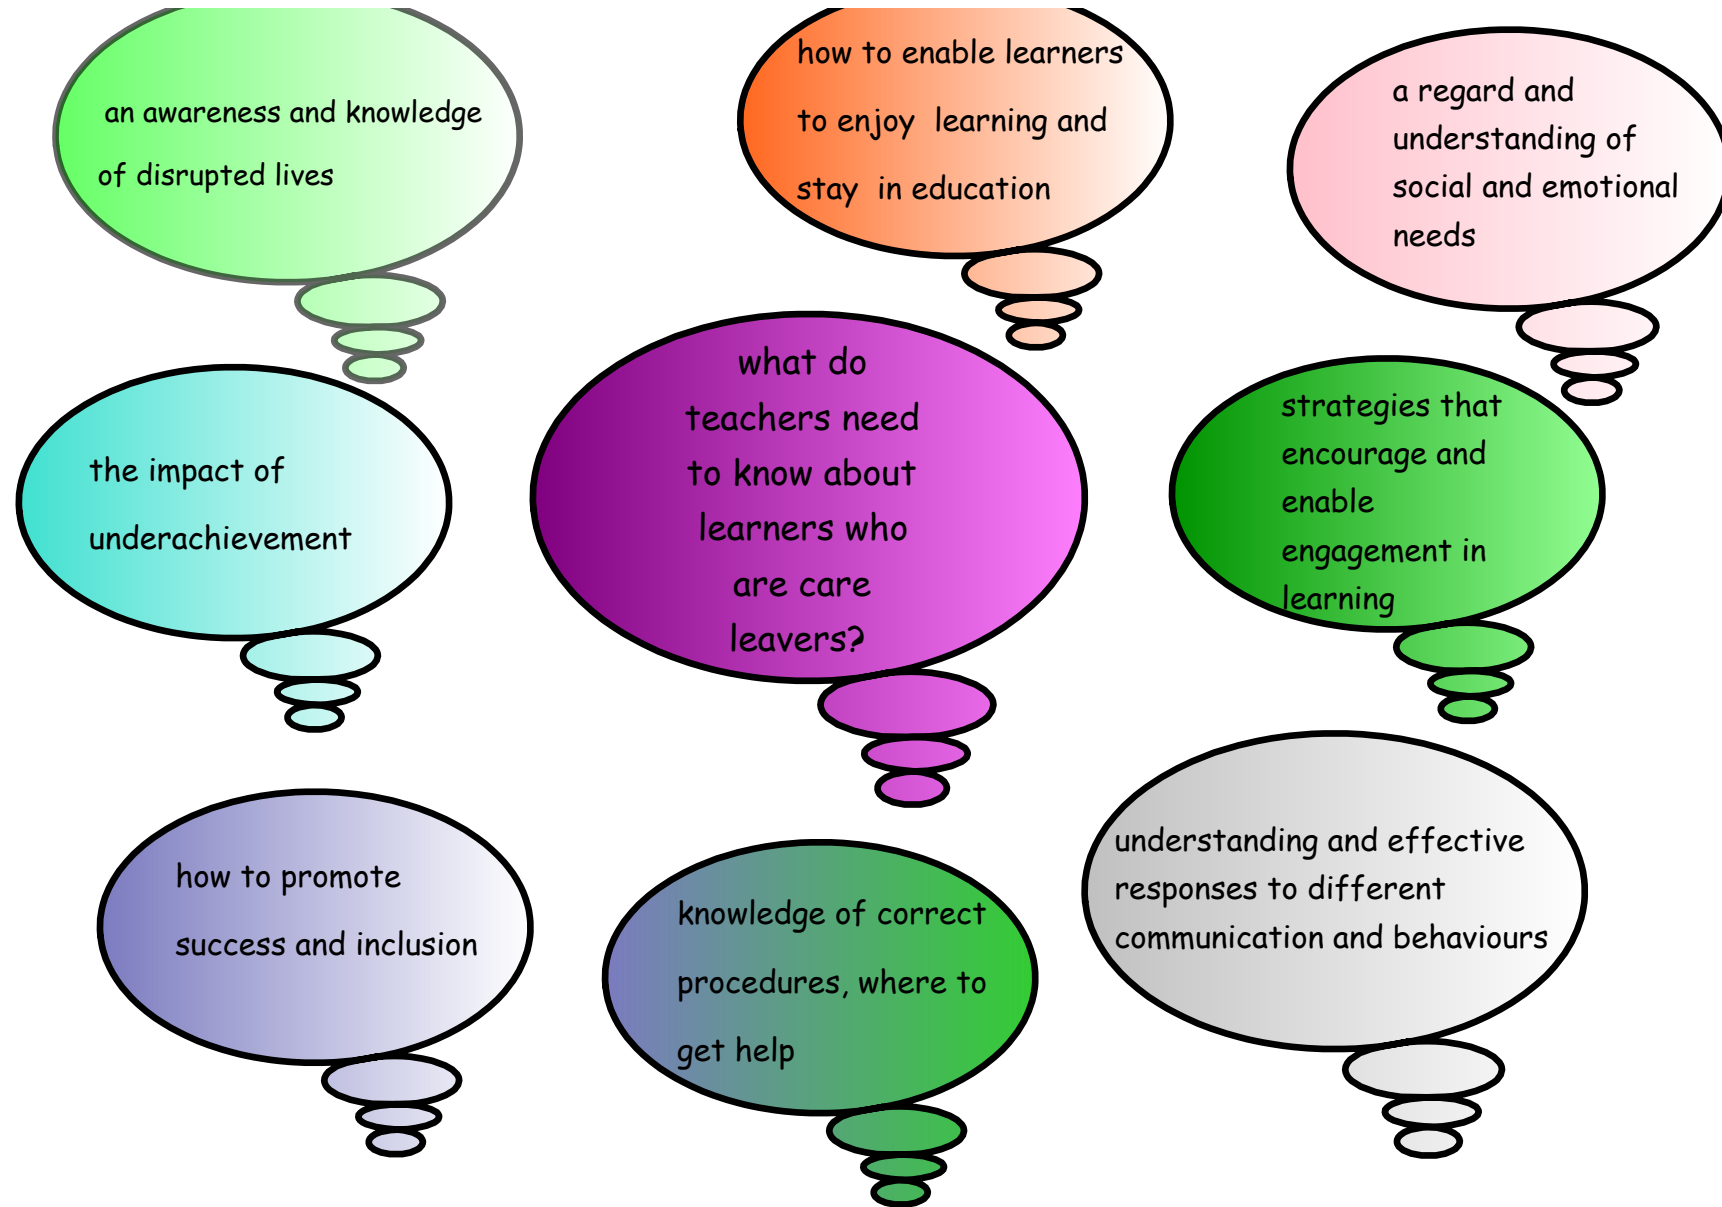 an awareness and knowledge
of disrupted lives
how to enable learners
to enjoy learning and
stay in education
a regard and
understanding of
social and emotional
needs
the impact of
underachievement
what do
teachers need
to know about
learners who
are care
leavers?
strategies that
encourage and
enable
engagement in
learning
how to promote
success and inclusion
knowledge of correct
procedures, where to
get help
understanding and effective
responses to different
communication and behaviours